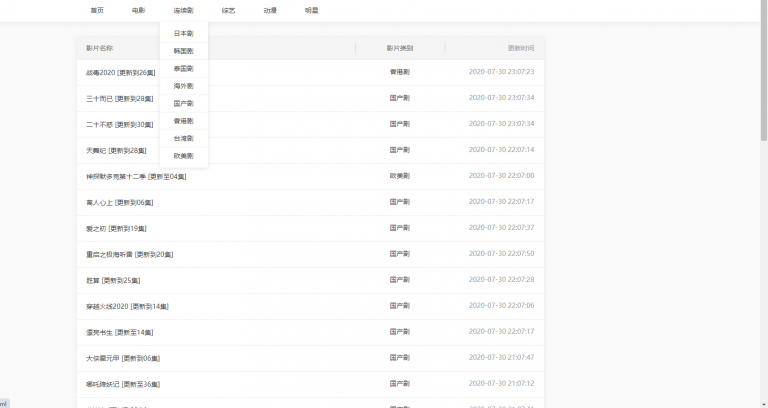 首页 电影 连续剧 综艺 动漫 明星
日本剧
韩国剧
泰国剧
海外剧
国产剧
香港剧
台湾剧
欧美剧
影片名称 影片类别 更新时间
战毒2020 [更新到26集] 香港剧 2020-07-30 23:07:23
三十而已 [更新到28集] 国产剧 2020-07-30 23:07:34
二十不惑 [更新到30集] 国产剧 2020-07-30 23:07:34
天舞纪 [更新到28集] 国产剧 2020-07-30 22:07:14
神探默多克第十二季 [更新至04集] 欧美剧 2020-07-30 22:07:00
离人心上 [更新到06集] 国产剧 2020-07-30 22:07:17
爱之初 [更新到19集] 国产剧 2020-07-30 22:07:37
重启之极海听雷 [更新到20集] 国产剧 2020-07-30 22:07:50
胜算 [更新到25集] 国产剧 2020-07-30 22:07:28
穿越火线2020 [更新到14集] 国产剧 2020-07-30 22:07:06
漂亮书生 [更新至14集] 国产剧 2020-07-30 22:07:17
大侠霍元甲 [更新到06集] 国产剧 2020-07-30 21:07:47
哪吒降妖记 [更新至36集] 国产剧 2020-07-30 21:07:12
ml